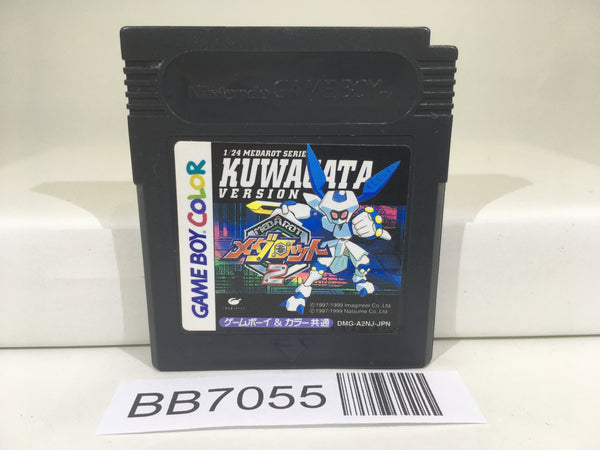 Nintendo GAME BOY
1/24 MEDAROT SERIE
KUWAGATA
VERSION
MEDAROT
メダロット
2
GAME BOY COLOR
©1997/1999 Imagineer Co. Ltd
©1997/1999 Natsume Co. Ltd.
ゲームボーイ & カラー共通
DMG-A2NJ-JPN
BB7055